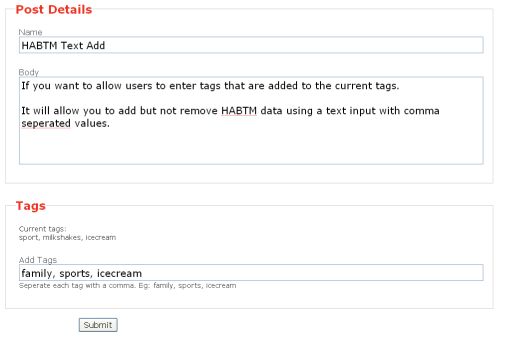 Post Details
Name
HABTM Text Add
Body
If you want to allow users to enter tags that are added to the current tags.
It will allow you to add but not remove HABTM data using a text input with comma
seperated values.
Tags
Current tags:
sport, milkshakes, icecream
Add Tags
family, sports, icecream
Seperate each tag with a comma. Eg: family, sports, icecream
Submit